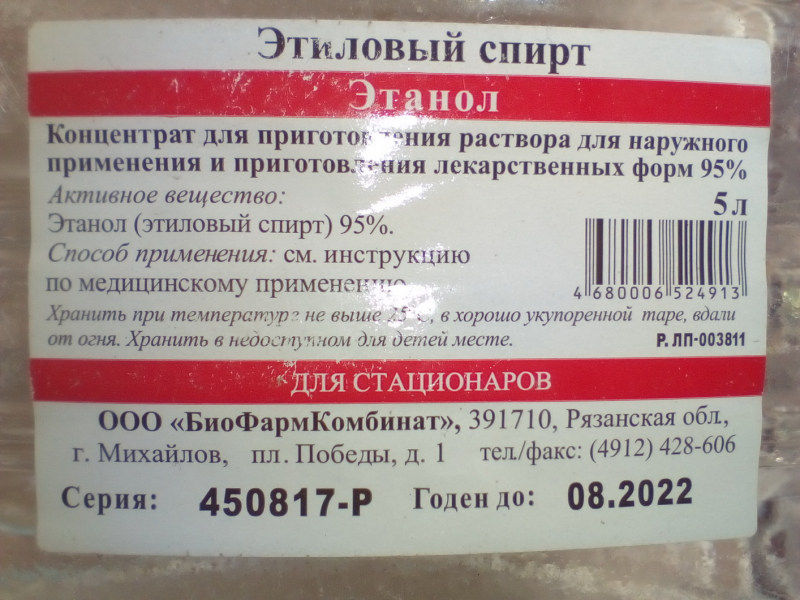 Этиловый спирт
Этанол
Концентрат для приготовления раствора для наружного
применения и приготовления лекарственных форм 95%
Активное вещество:
5 л
Этанол (этиловый спирт) 95%.
Способ применения: см. инструкцию
по медицинскому применению
4 680006 524913
Хранить при температуре не выше 25°С, в хорошо укупоренной таре, вдали
от огня. Хранить в недоступном для детей месте.
Р. ЛП-003811
ДЛЯ СТАЦИОНАРОВ
ООО «БиоФармКомбинат», 391710, Рязанская обл.,
г. Михайлов, пл. Победы, д. 1 тел./факс: (4912) 428-606
Серия: 450817-Р Годен до: 08.2022